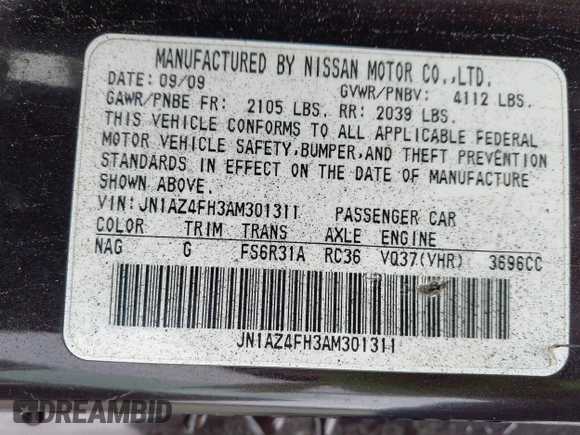 MANUFACTURED BY NISSAN MOTOR CO.,LTD.
DATE: 09/09 GVWR/PNBV: 4112 LBS.
GAWR/PNBE FR: 2105 LBS. RR: 2039 LBS.
THIS VEHICLE CONFORMS TO ALL APPLICABLE FEDERAL
MOTOR VEHICLE SAFETY,BUMPER,AND THEFT PREVENTION
STANDARDS IN EFFECT ON THE DATE OF MANUFACTURE
SHOWN ABOVE.
VIN: JN1AZ4FH3AM301311 PASSENGER CAR
COLOR TRIM TRANS AXLE ENGINE
NAG G FS6R31A RC36 VQ37(VHR) 3696CC
JN1AZ4FH3AM301311
DREAMBID